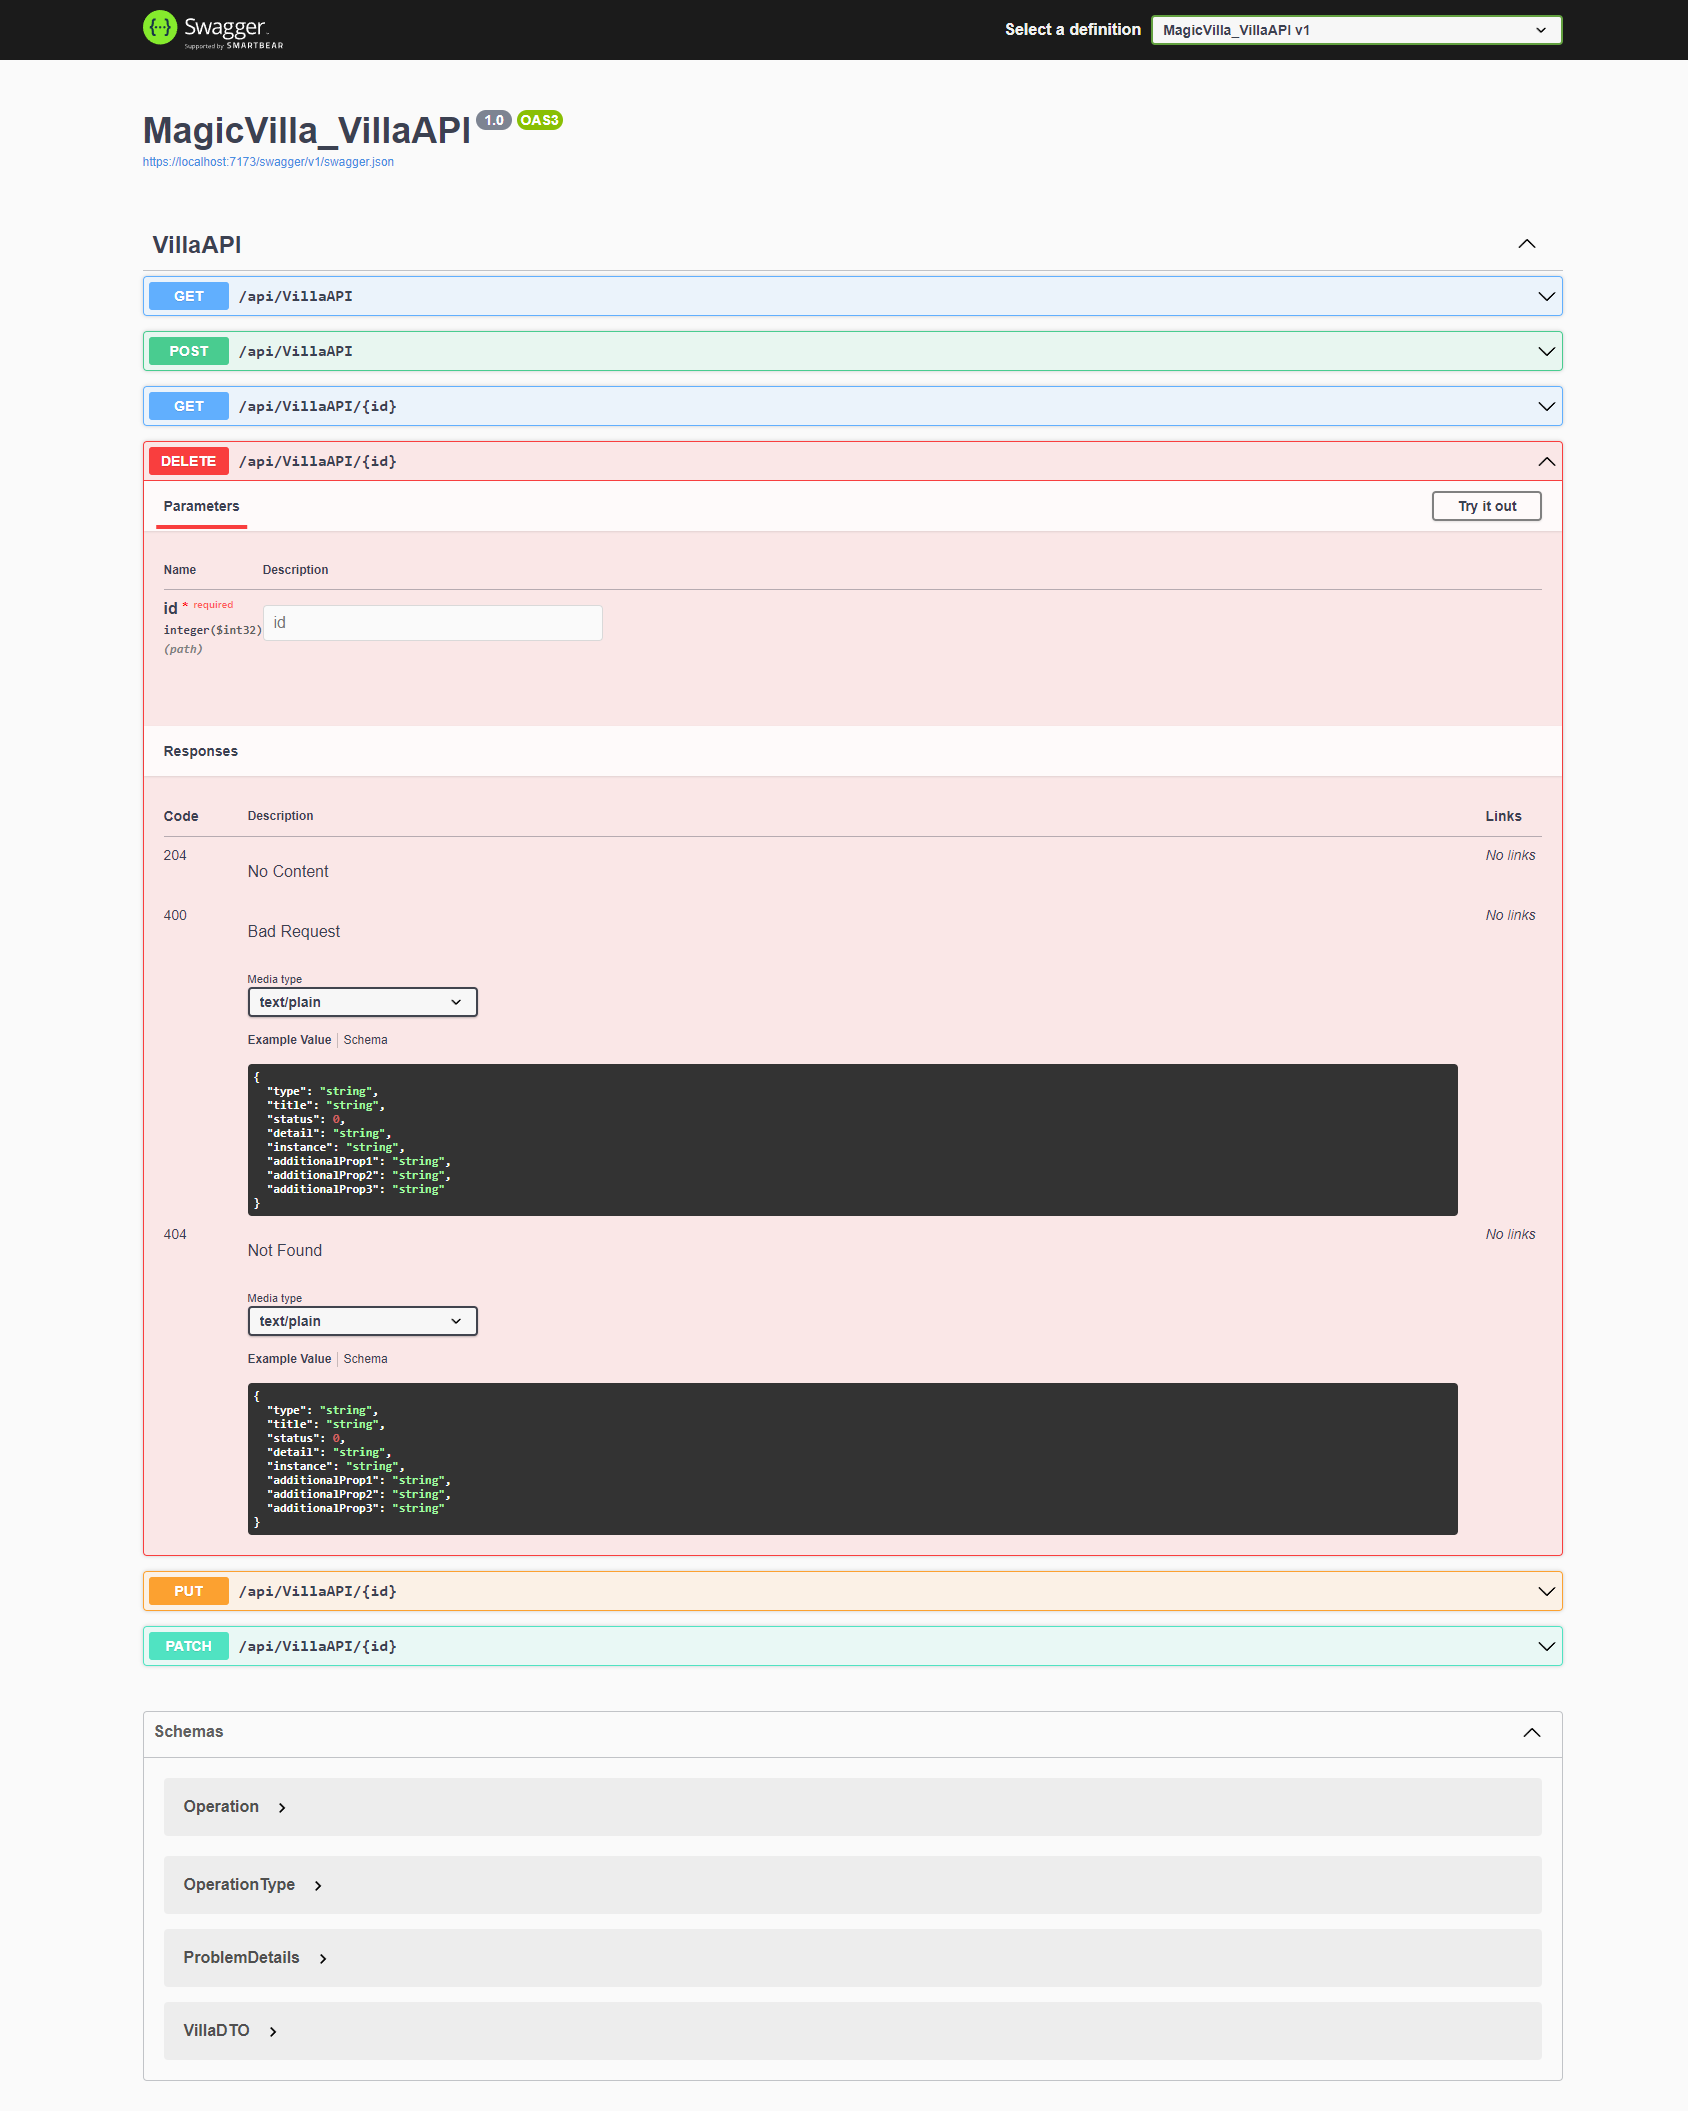 Swagger
Supported by SMARTBEAR
Select a definition
MagicVilla_VillaAPI v1
MagicVilla_VillaAPI 1.0 OAS3
https://localhost:7173/swagger/v1/swagger.json
VillaAPI
GET /api/VillaAPI
POST /api/VillaAPI
GET /api/VillaAPI/{id}
DELETE /api/VillaAPI/{id}
Parameters
Try it out
Name Description
id * required
integer($int32)
(path)
id
Responses
Code Description Links
204 No links
No Content
400 No links
Bad Request
Media type
text/plain
Example Value Schema
{
  "type": "string",
  "title": "string",
  "status": 0,
  "detail": "string",
  "instance": "string",
  "additionalProp1": "string",
  "additionalProp2": "string",
  "additionalProp3": "string"
}
404 No links
Not Found
Media type
text/plain
Example Value Schema
{
  "type": "string",
  "title": "string",
  "status": 0,
  "detail": "string",
  "instance": "string",
  "additionalProp1": "string",
  "additionalProp2": "string",
  "additionalProp3": "string"
}
PUT /api/VillaAPI/{id}
PATCH /api/VillaAPI/{id}
Schemas
Operation
OperationType
ProblemDetails
VillaDTO